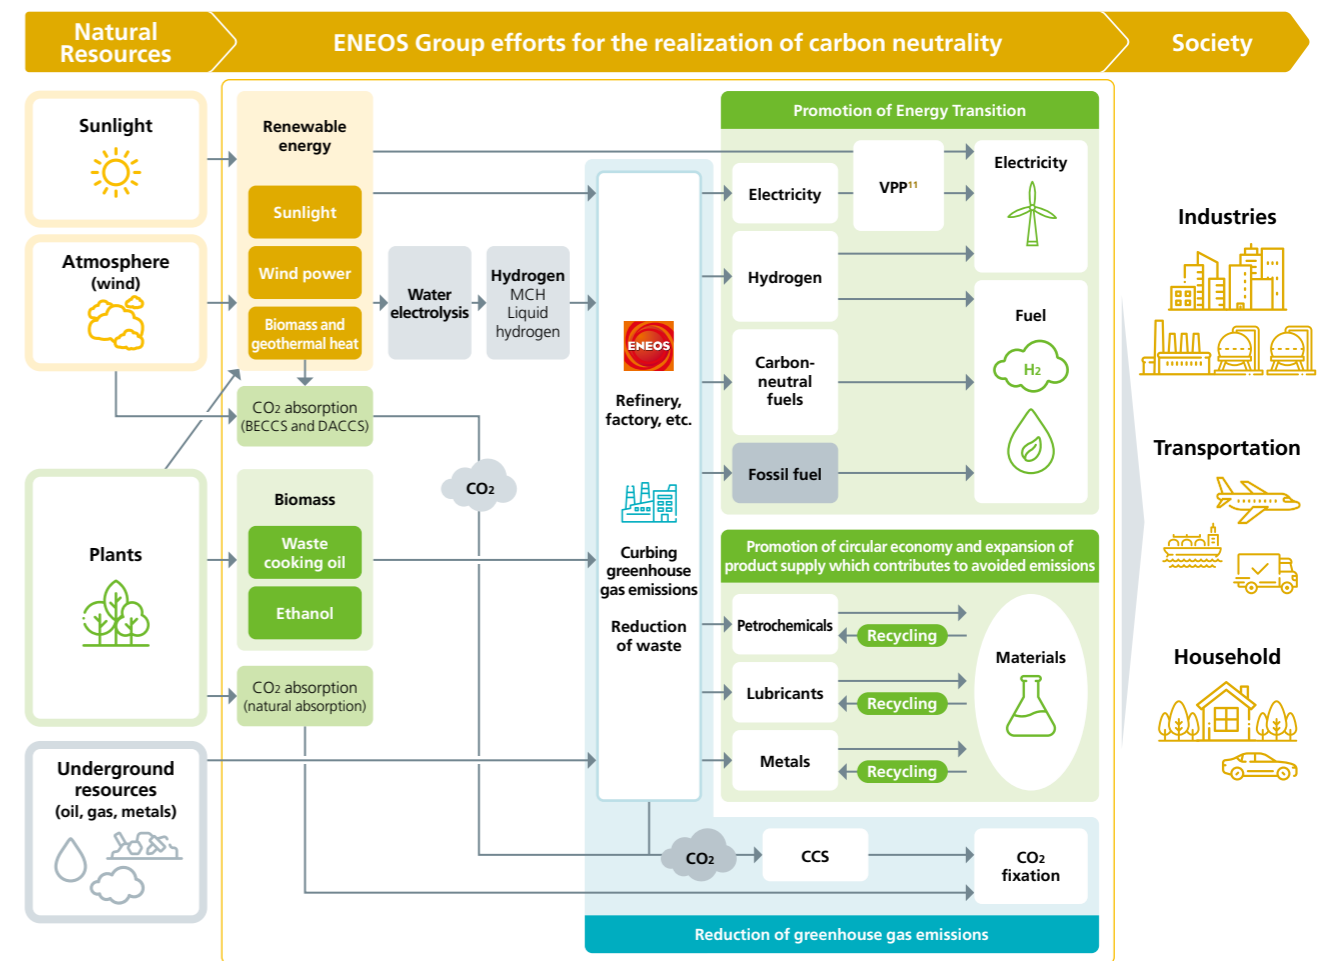 Natural
Resources
ENEOS Group efforts for the realization of carbon neutrality
Society
Sunlight
Atmosphere
(wind)
Plants
Underground
resources
(oil, gas, metals)
Renewable
energy
Sunlight
Wind power
Biomass and
geothermal heat
CO₂ absorption
(BECCS and DACCS)
Biomass
Waste
cooking oil
Ethanol
CO₂ absorption
(natural absorption)
Water
electrolysis
Hydrogen
MCH
Liquid
hydrogen
CO₂
ENEOS
Refinery,
factory, etc.
Curbing
greenhouse
gas emissions
Reduction
of waste
Promotion of Energy Transition
Electricity
VPP¹¹
Electricity
Hydrogen
Carbon-
neutral
fuels
Fossil fuel
Fuel
H₂
Promotion of circular economy and expansion of
product supply which contributes to avoided emissions
Petrochemicals
Recycling
Lubricants
Recycling
Metals
Recycling
Materials
CO₂
CCS
CO₂
fixation
Reduction of greenhouse gas emissions
Industries
Transportation
Household